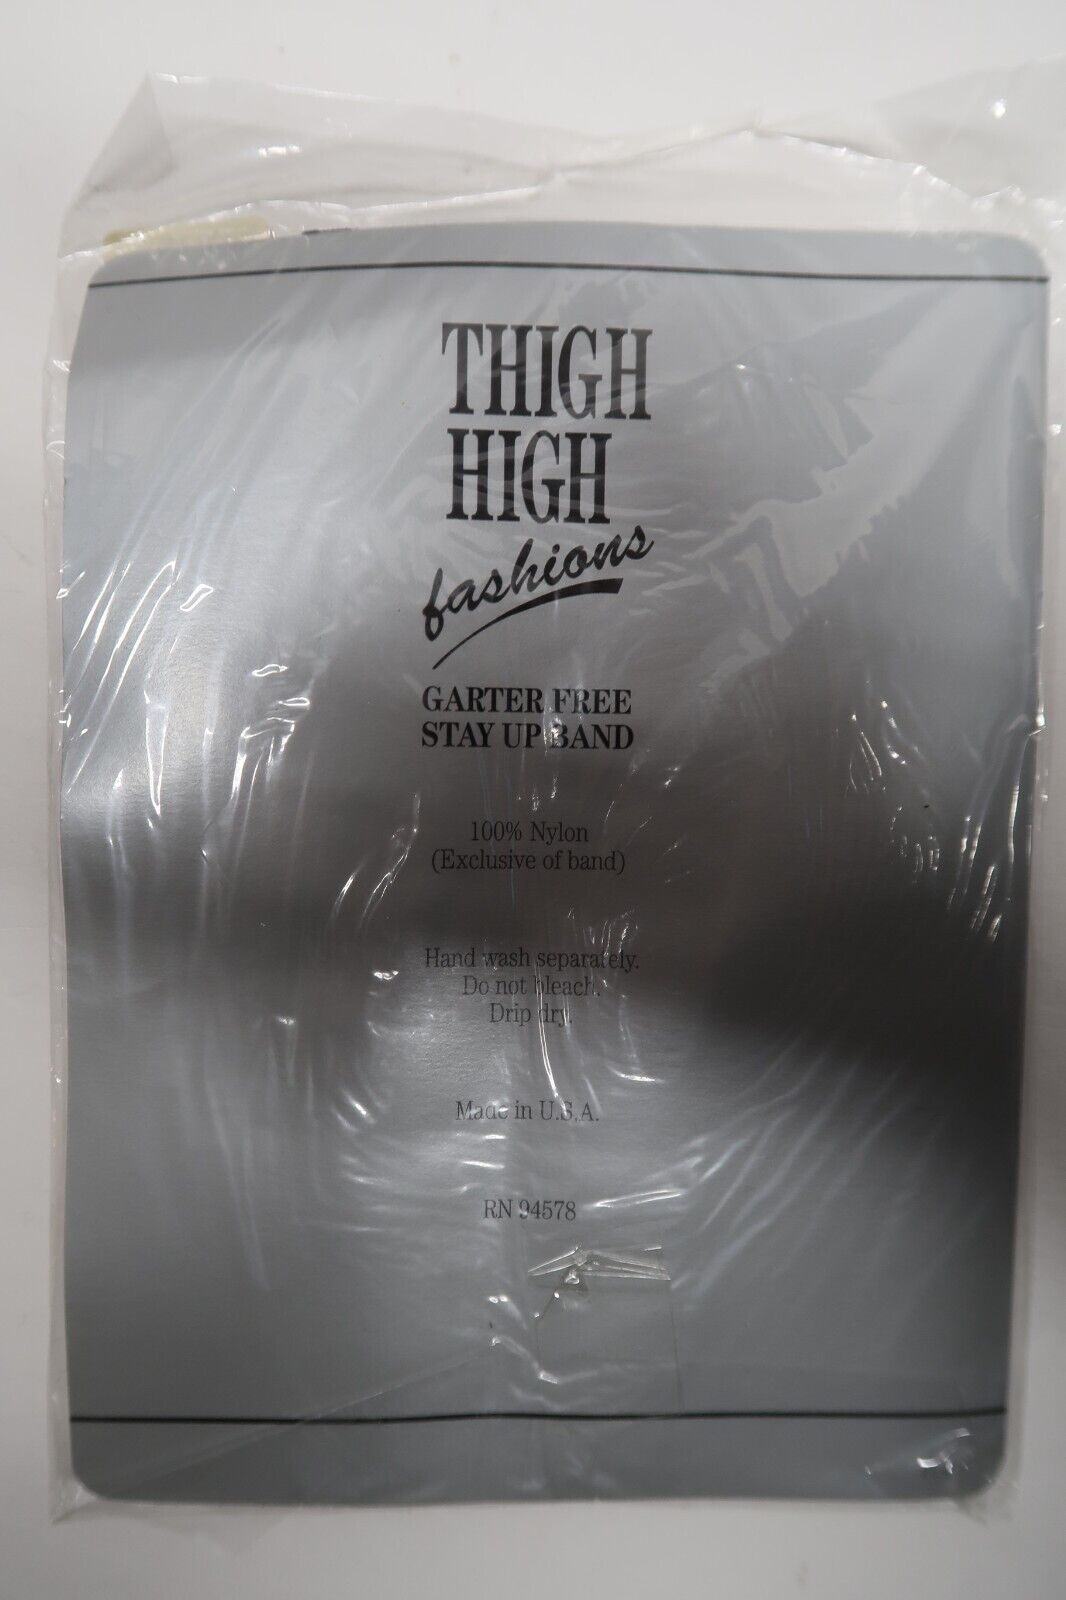 THIGH
HIGH
fashions
GARTER FREE
STAY UP BAND
100% Nylon
(Exclusive of band)
Hand wash separately.
Do not bleach.
Drip dry.
Made in U.S.A.
RN 94578